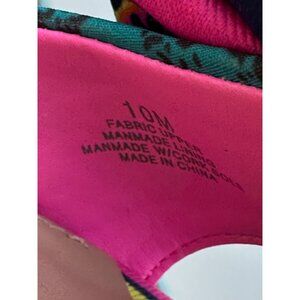 10M
FABRIC UPPER
MANMADE LINING
MANMADE W/CORK SOLE
MADE IN CHINA